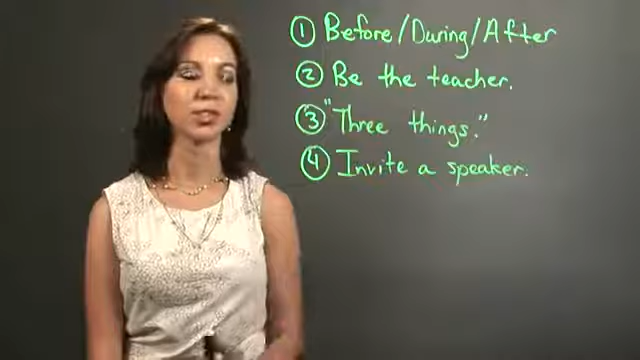 ① Before/During/After
② Be the teacher.
③ "Three things."
④ Invite a speaker.